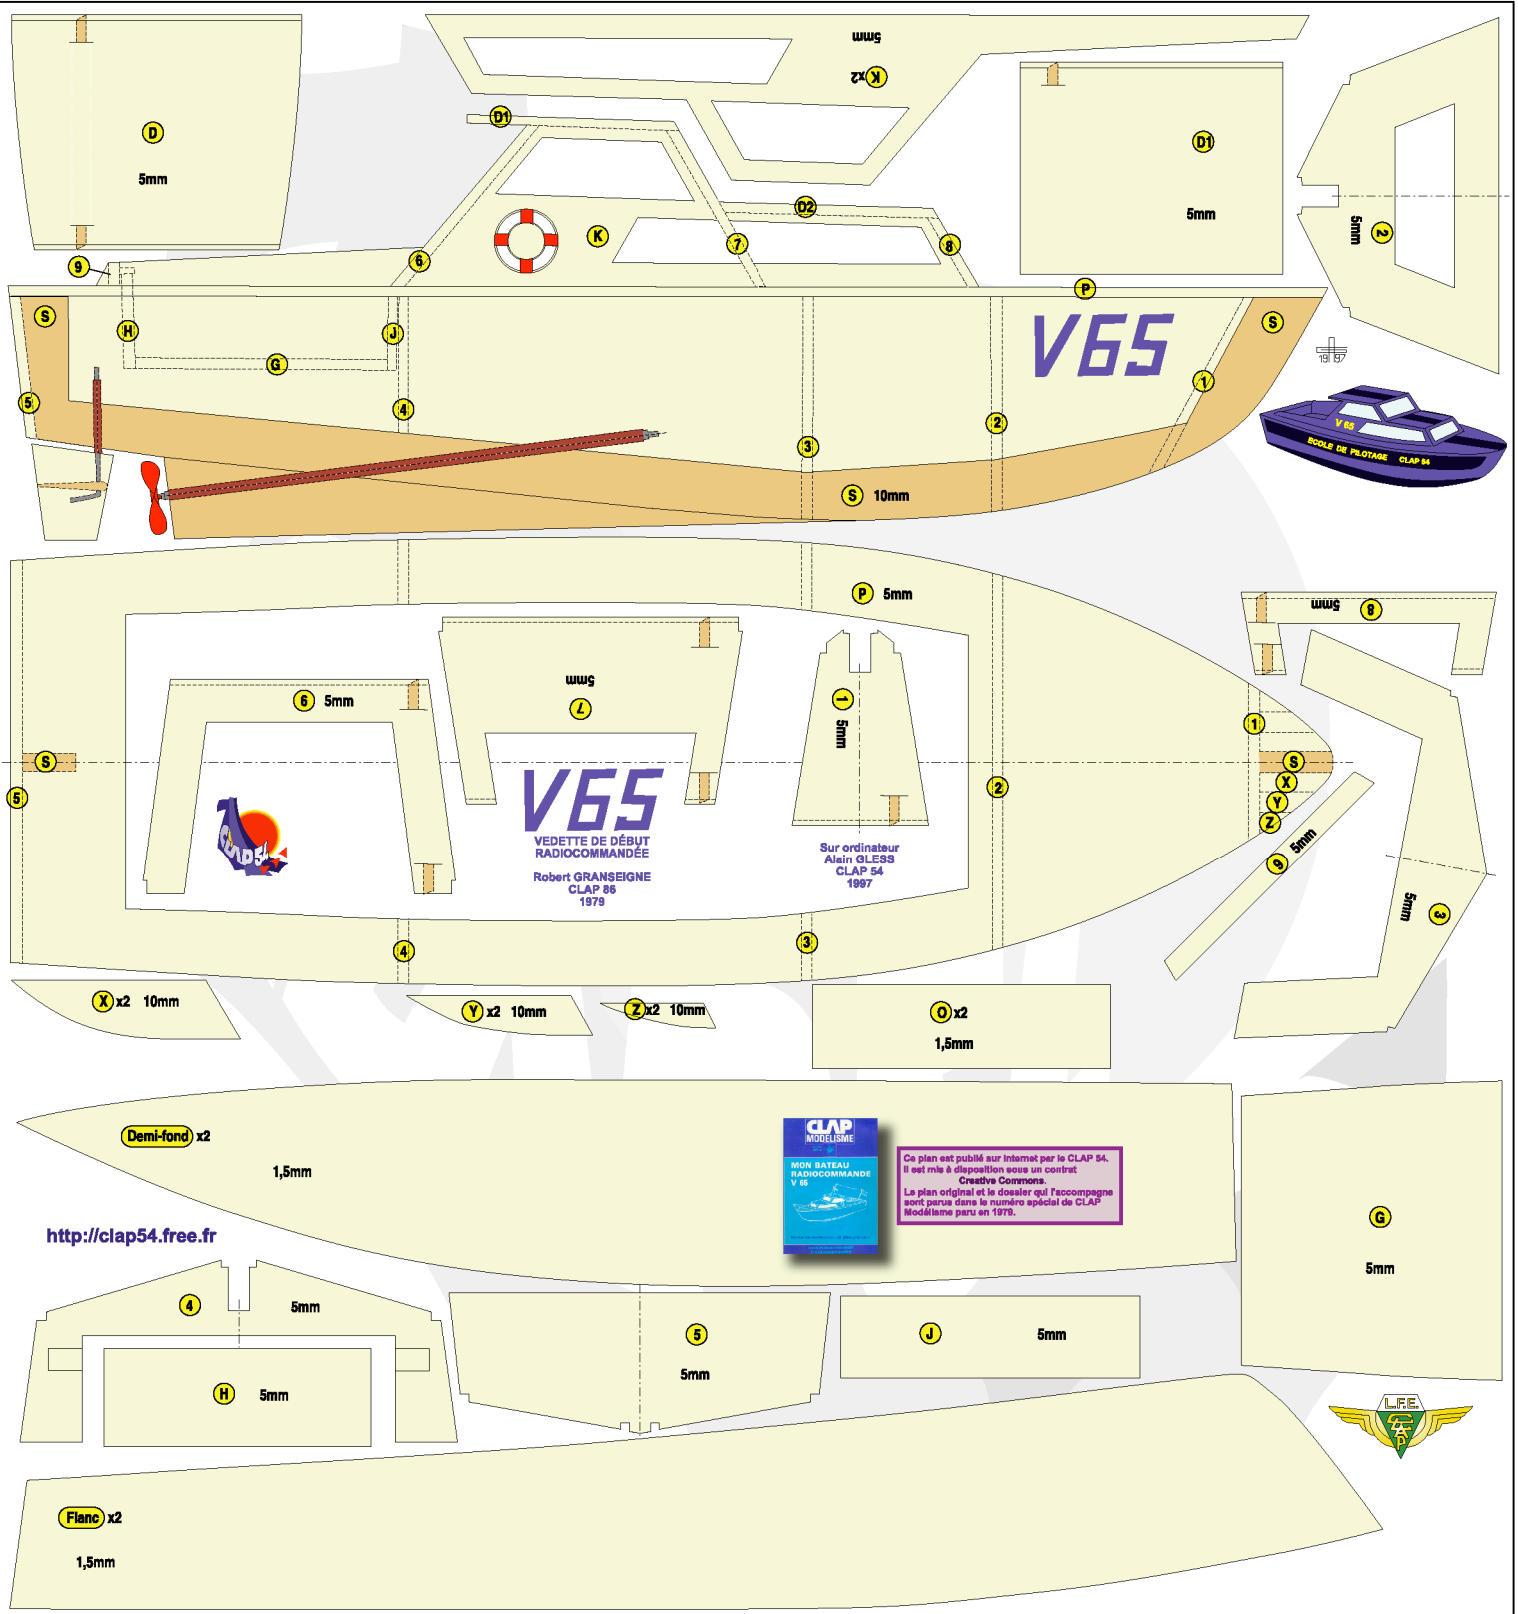 D
5mm
5mm
K x2
D1
D1
5mm
2
5mm
D2
K
7
8
6
9
P
S
H
J
G
S
V65
1
5
4
3
2
S 10mm
19 97
V 65
ECOLE DE PILOTAGE CLAP 54
P 5mm
8
5mm
6 5mm
5mm
7
1
5mm
1
S
S
X
Y
Z
5
2
9 5mm
3
5mm
CLAP 54
V65
VEDETTE DE DÉBUT
RADIOCOMMANDÉE
Robert GRANSEIGNE
CLAP 86
1979
Sur ordinateur
Alain GLESS
CLAP 54
1997
4
3
X x2 10mm
Y x2 10mm
Z x2 10mm
O x2
1,5mm
Demi-fond x2
1,5mm
CLAP
MODELISME
MON BATEAU
RADIOCOMMANDE
V 65
Ce plan est publié sur internet par le CLAP 54.
Il est mis à disposition sous un contrat
Creative Commons.
Le plan original et le dossier qui l'accompagne
sont parus dans le numéro spécial de CLAP
Modélisme paru en 1979.
http://clap54.free.fr
G
5mm
4 5mm
5
5mm
J 5mm
H 5mm
L.F.E.
CLAP
Flanc x2
1,5mm